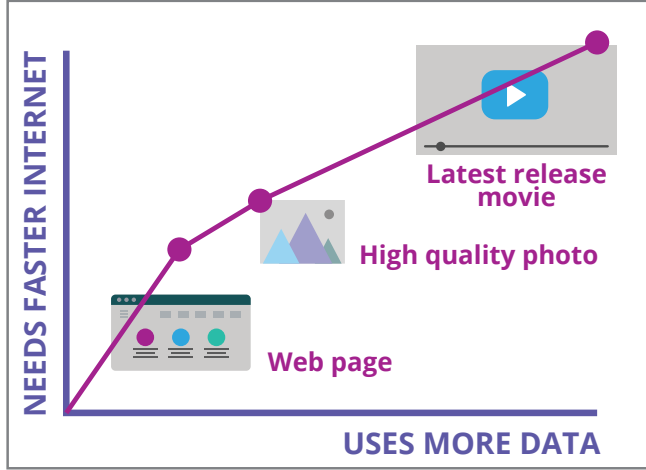 NEEDS FASTER INTERNET
Latest release
movie
High quality photo
Web page
USES MORE DATA